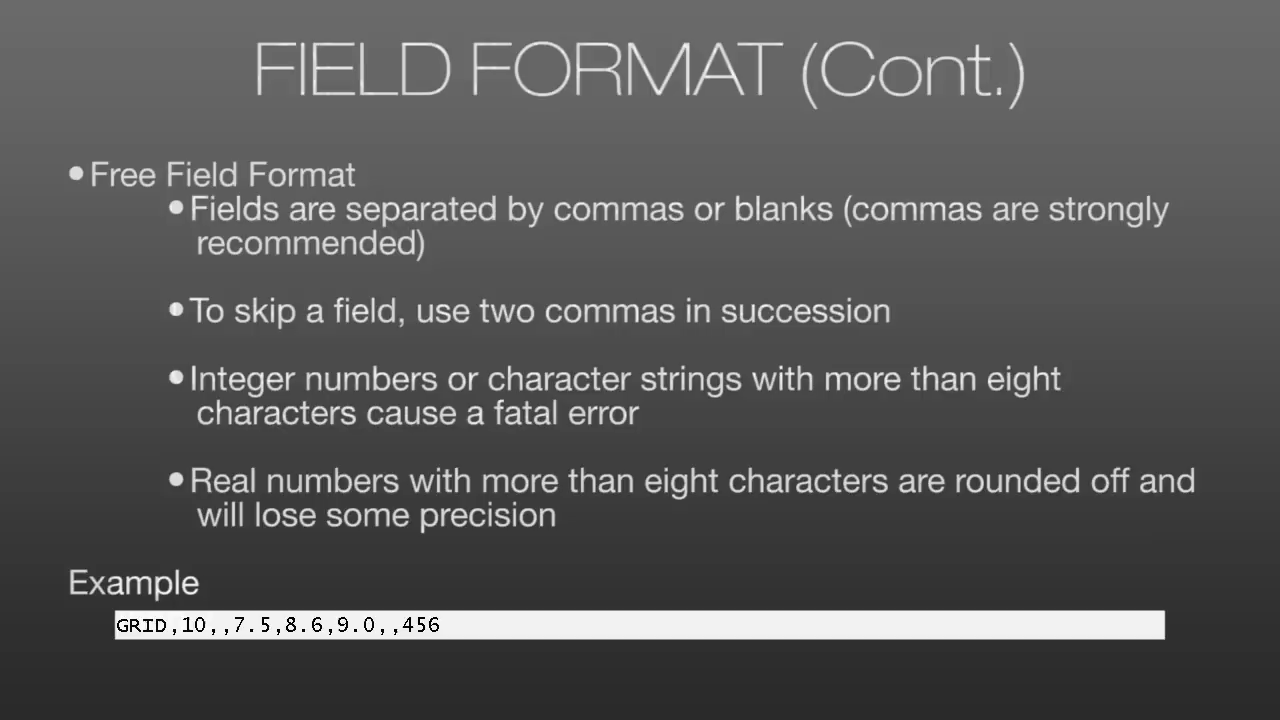 FIELD FORMAT (Cont.)
•Free Field Format
•Fields are separated by commas or blanks (commas are strongly
recommended)
•To skip a field, use two commas in succession
•Integer numbers or character strings with more than eight
characters cause a fatal error
•Real numbers with more than eight characters are rounded off and
will lose some precision
Example
GRID,10,,7.5,8.6,9.0,,456